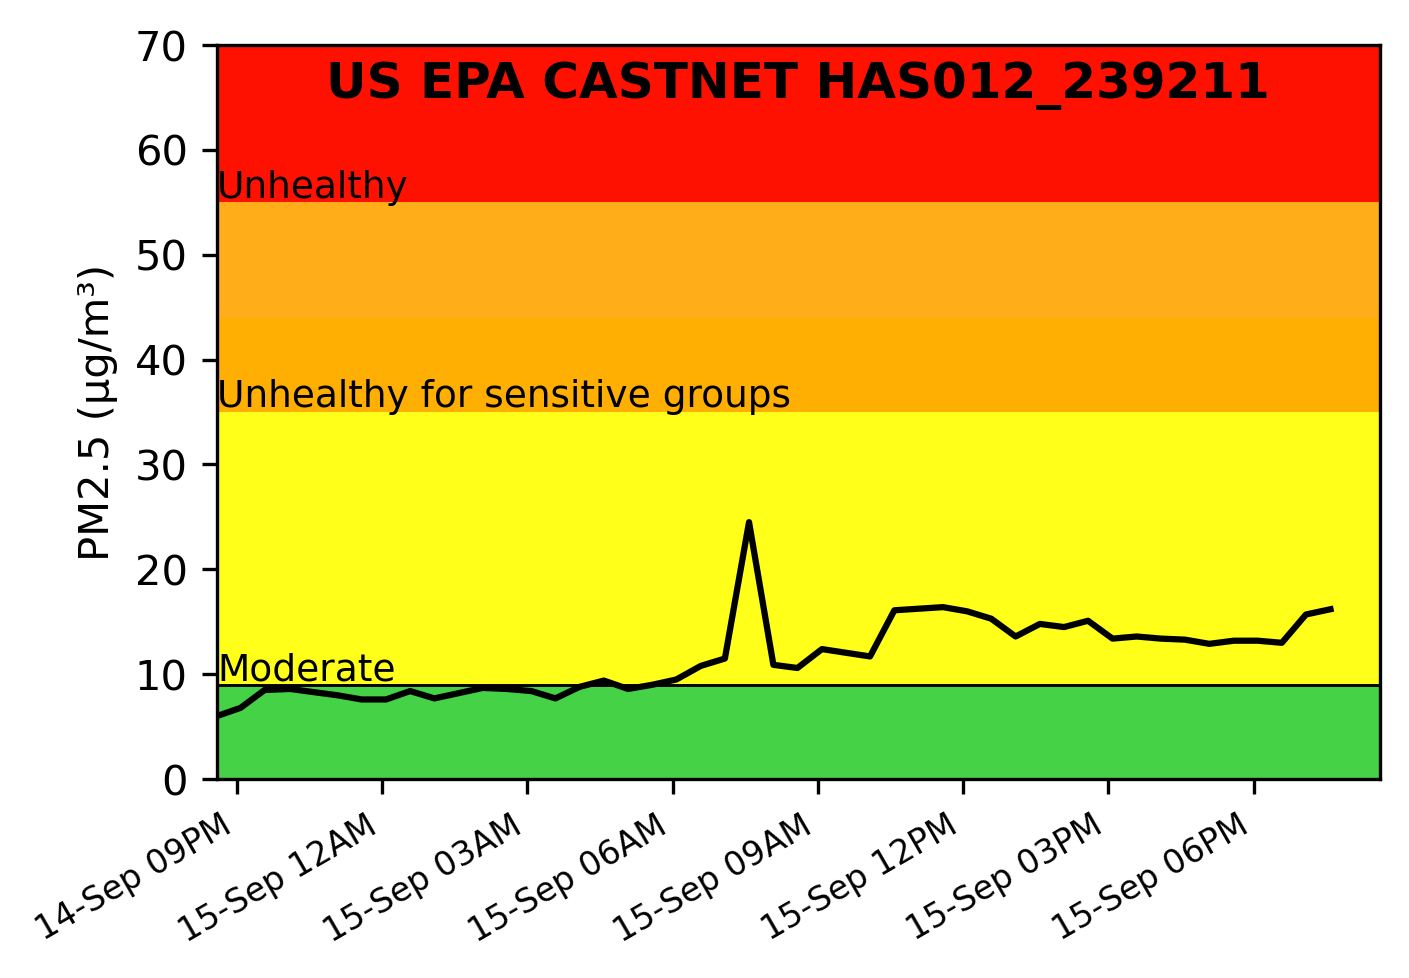 US EPA CASTNET HAS012_239211
70
60
Unhealthy
50
40
Unhealthy for sensitive groups
30
20
Moderate
10
0
PM2.5 (µg/m³)
14-Sep 09PM
15-Sep 12AM
15-Sep 03AM
15-Sep 06AM
15-Sep 09AM
15-Sep 12PM
15-Sep 03PM
15-Sep 06PM